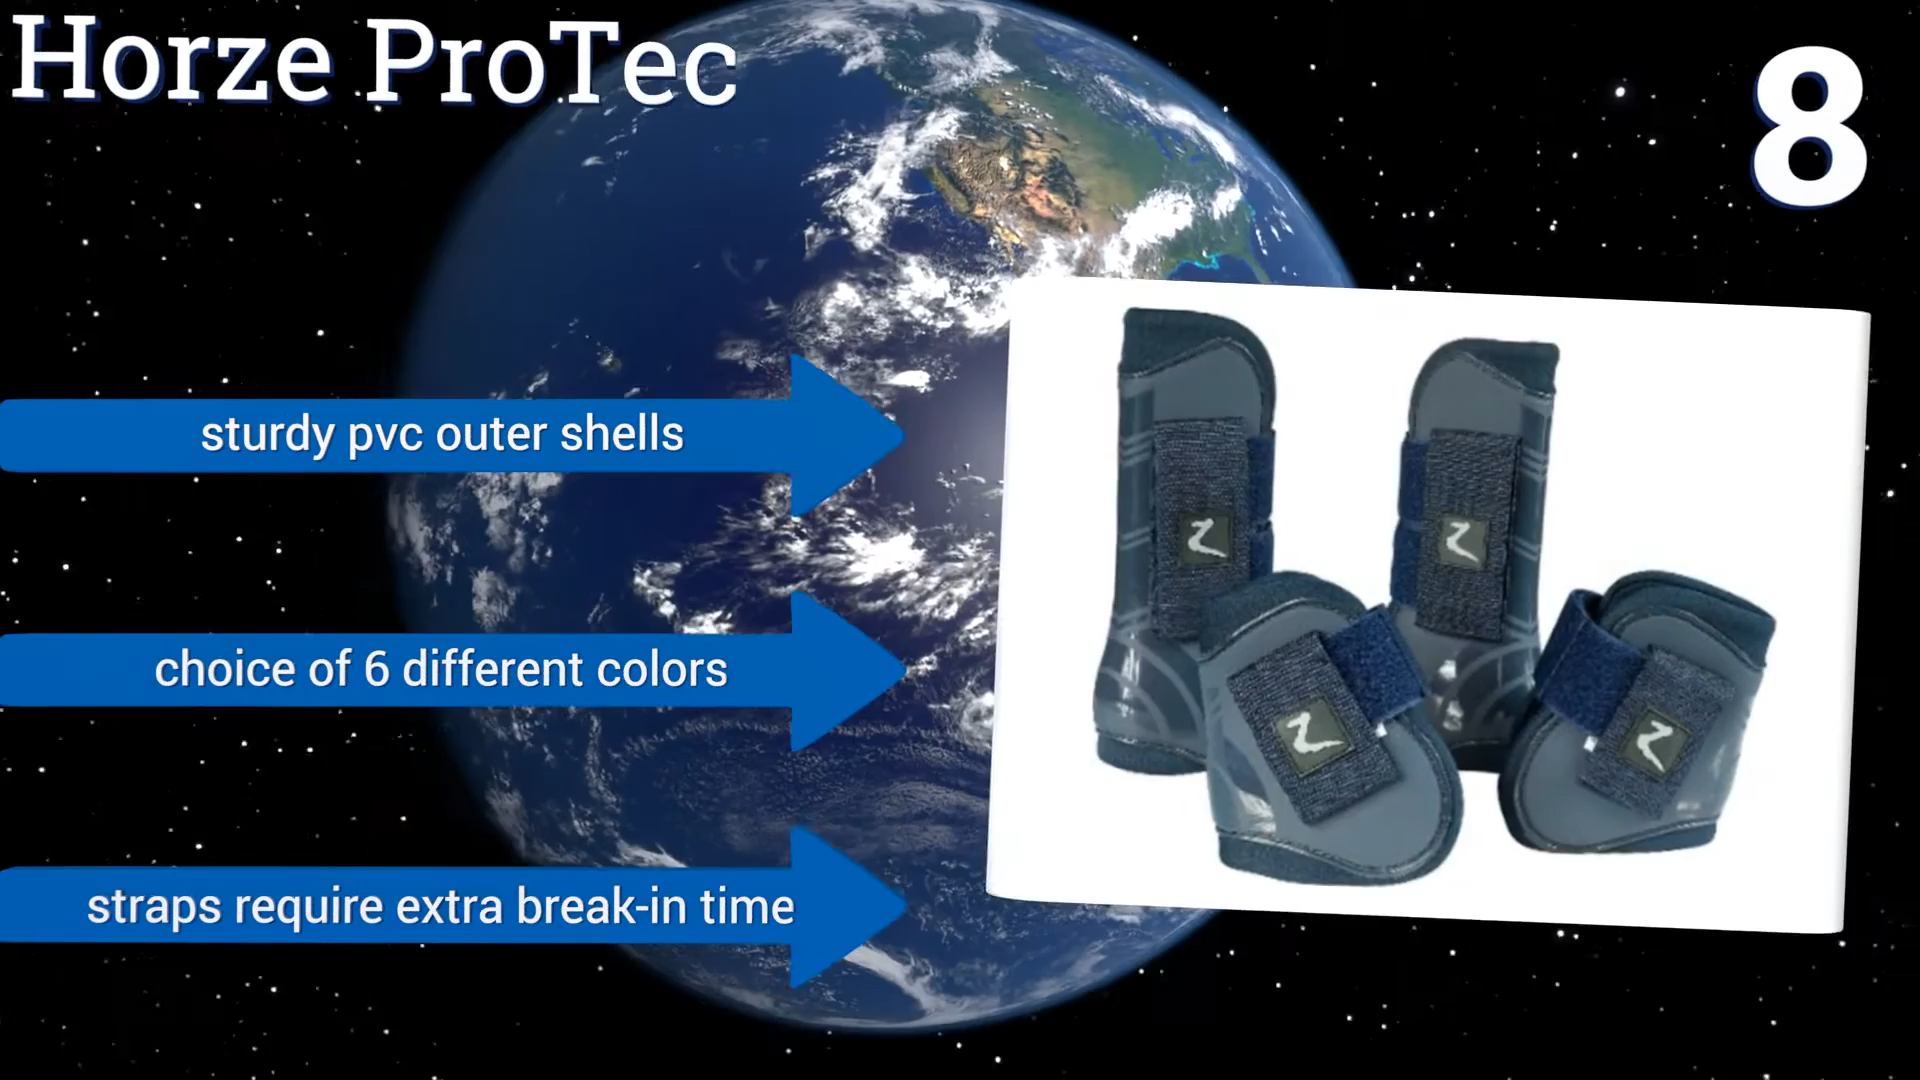 Horze ProTec
8
sturdy pvc outer shells
choice of 6 different colors
straps require extra break-in time